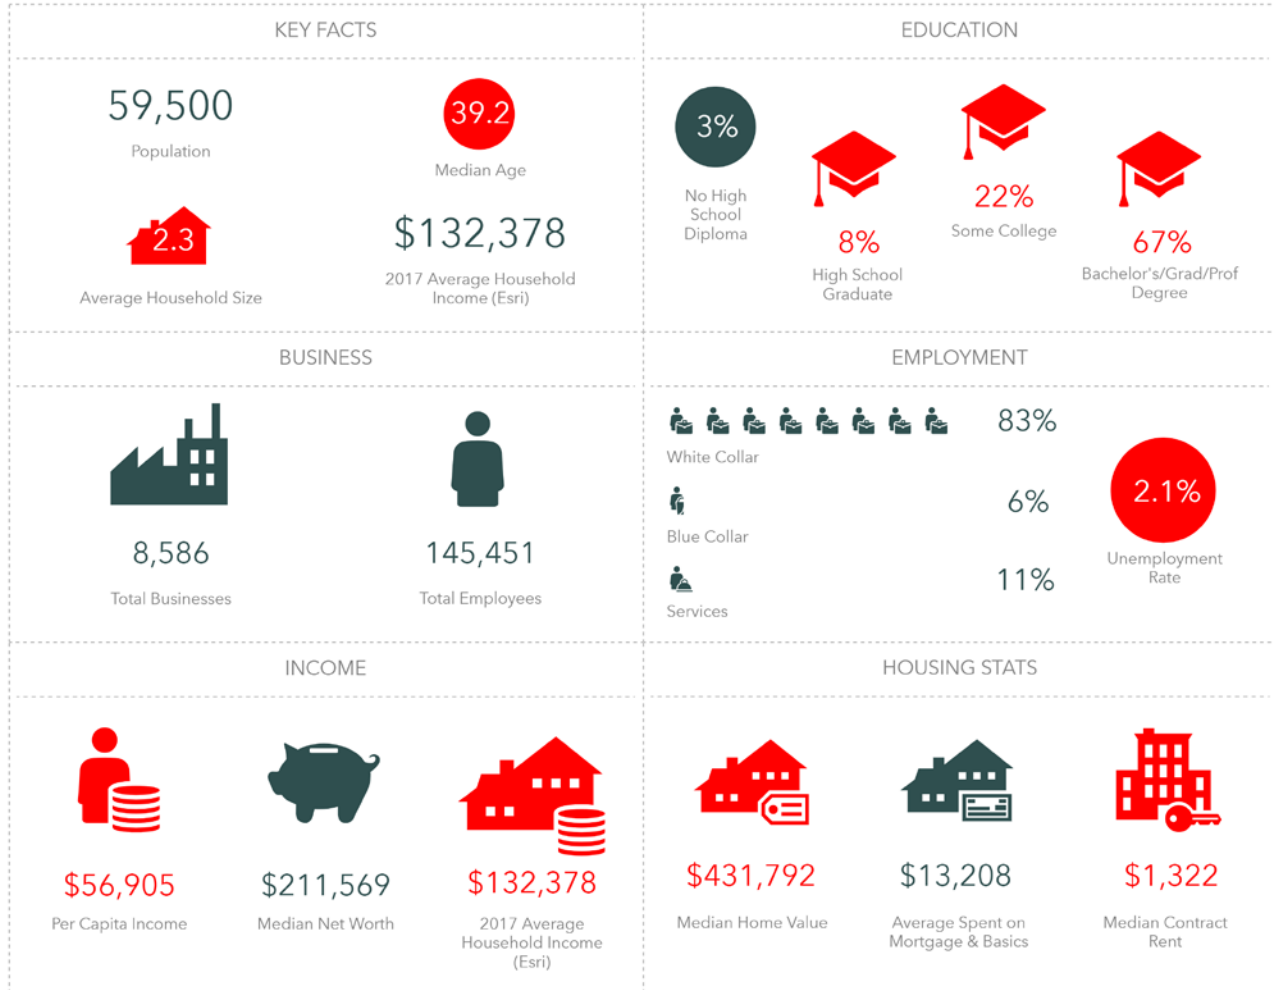 KEY FACTS
59,500
Population
39.2
Median Age
2.3
Average Household Size
$132,378
2017 Average Household
Income (Esri)
EDUCATION
3%
No High
School
Diploma
8%
High School
Graduate
22%
Some College
67%
Bachelor's/Grad/Prof
Degree
BUSINESS
8,586
Total Businesses
145,451
Total Employees
EMPLOYMENT
83%
White Collar
6%
Blue Collar
11%
Services
2.1%
Unemployment
Rate
INCOME
$56,905
Per Capita Income
$211,569
Median Net Worth
$132,378
2017 Average
Household Income
(Esri)
HOUSING STATS
$431,792
Median Home Value
$13,208
Average Spent on
Mortgage & Basics
$1,322
Median Contract
Rent